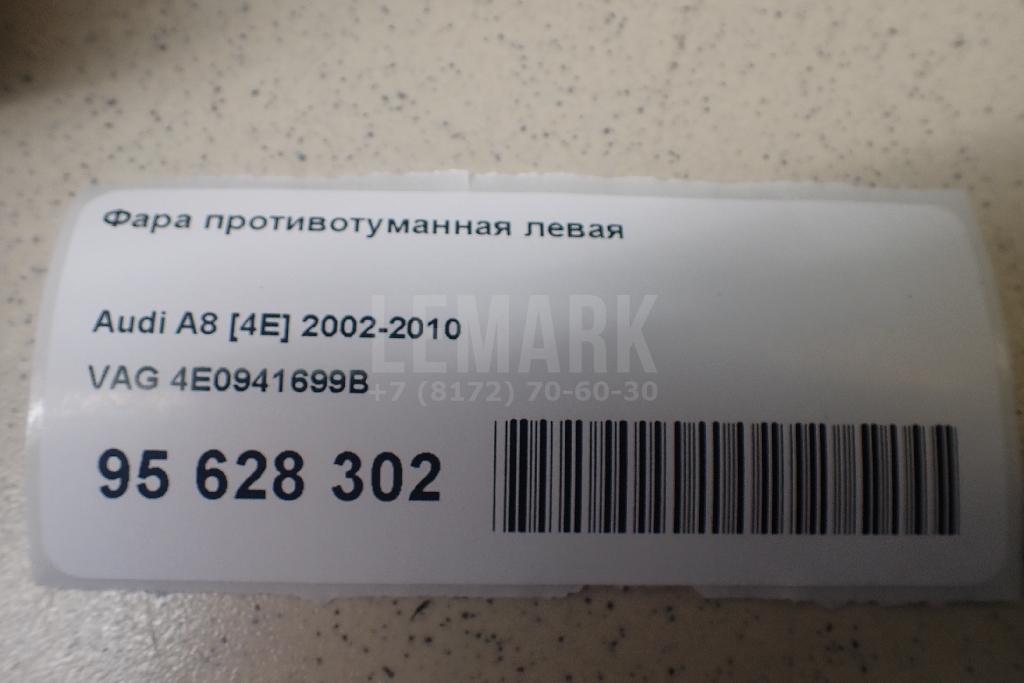 Фара противотуманная левая
Audi A8 [4E] 2002-2010
LEMARK
VAG 4E0941699B
+7 (8172) 70-60-30
95 628 302